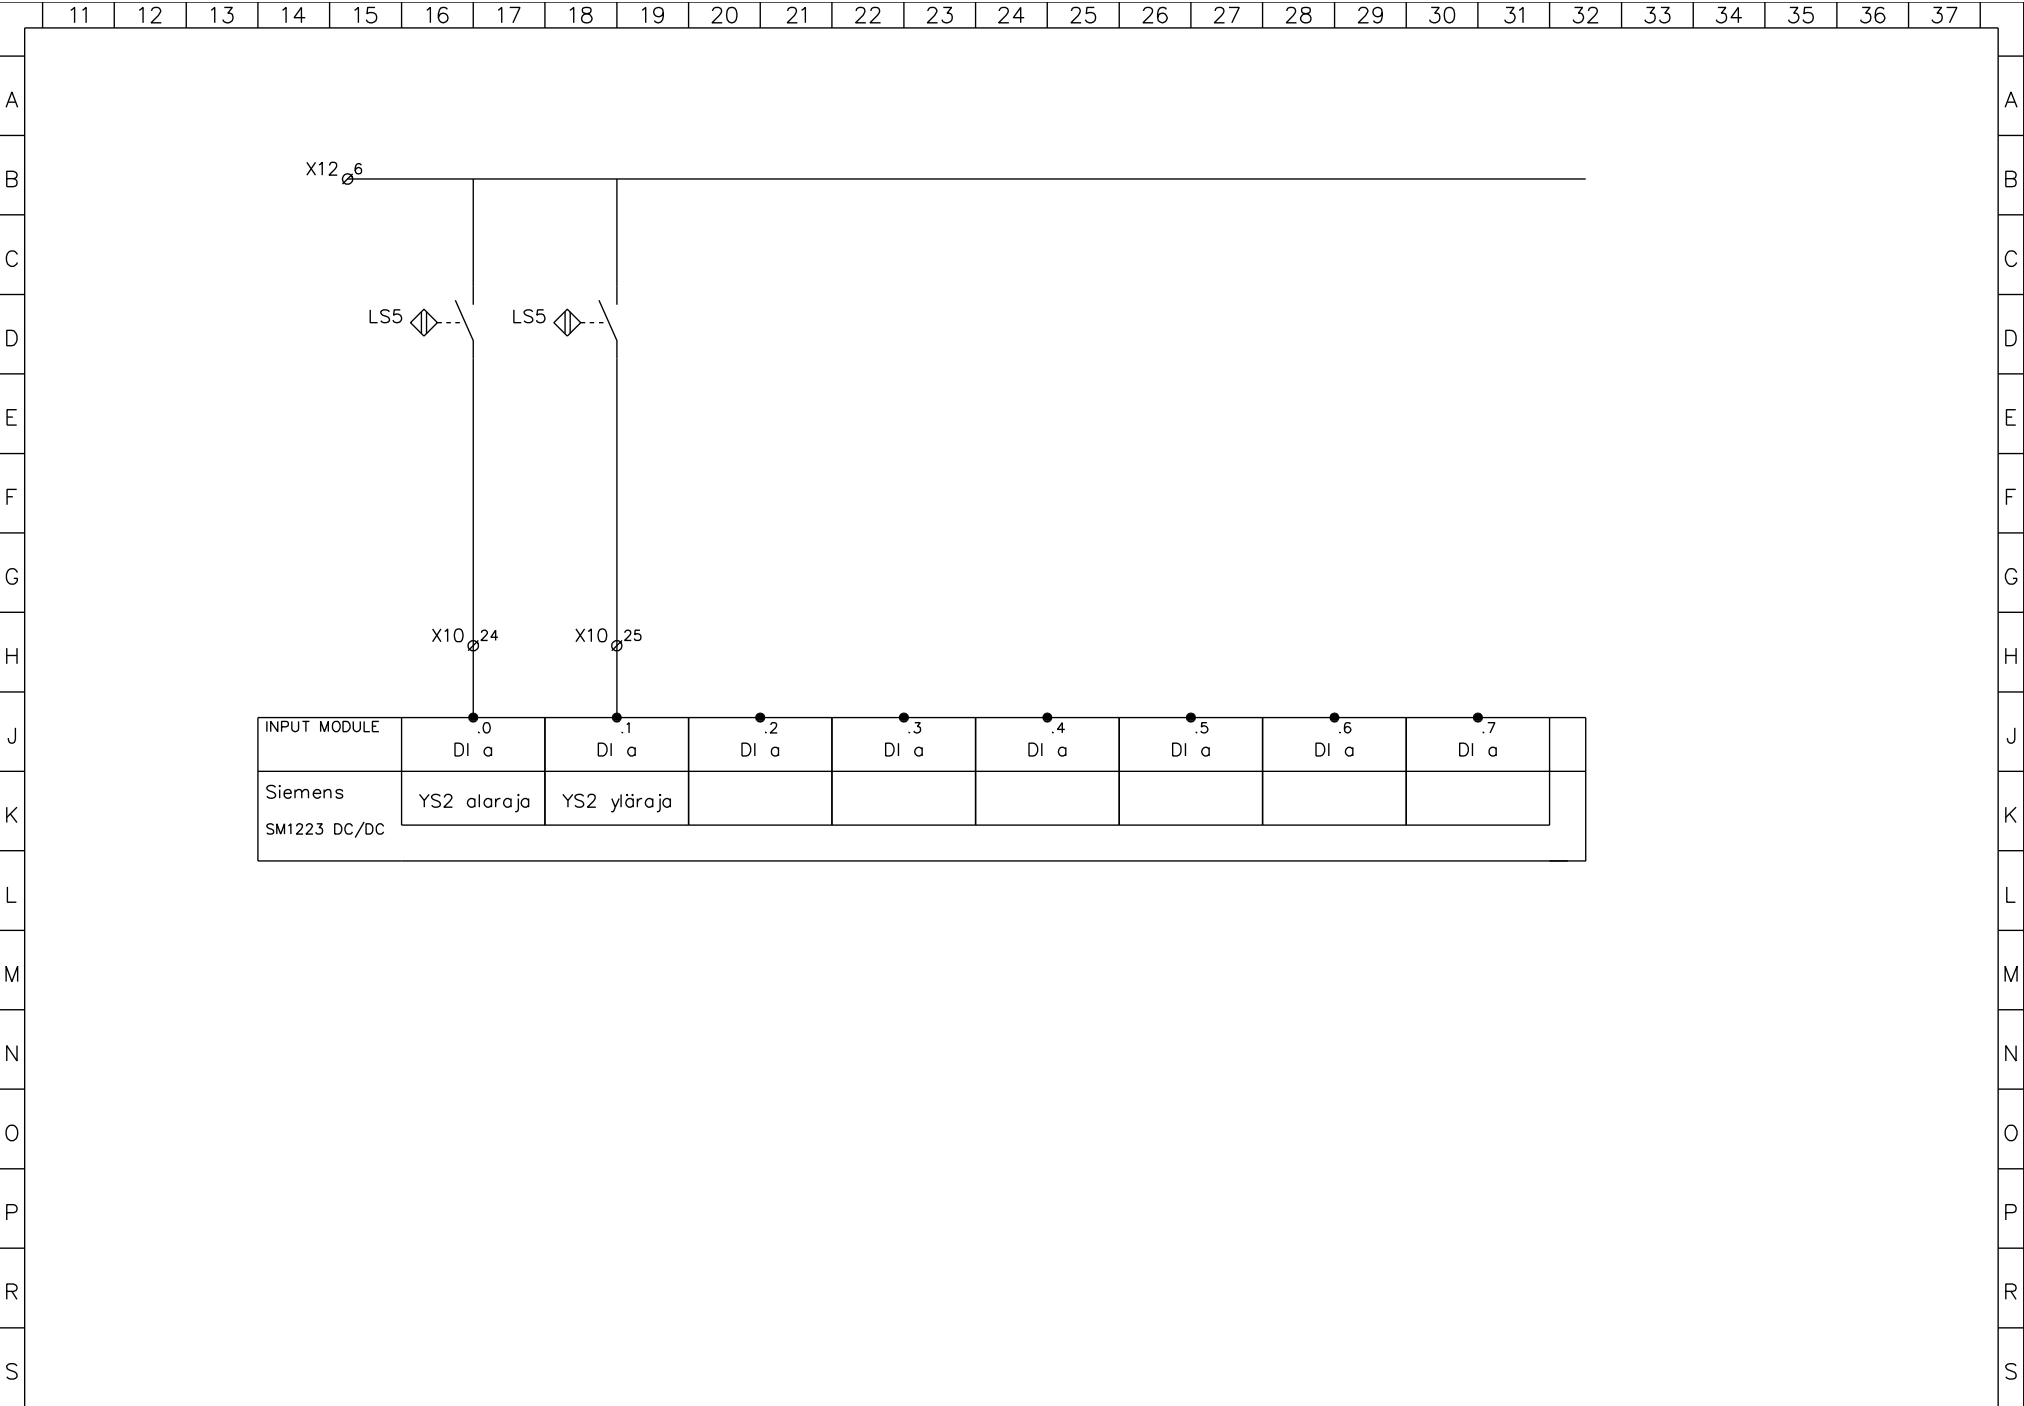 11 12 13 14 15 16 17 18 19 20 21 22 23 24 25 26 27 28 29 30 31 32 33 34 35 36 37
A A
X12 6
B B
C C
LS5 LS5
D D
E E
F F
G G
X10 24 X10 25
H H
INPUT MODULE .0 .1 .2 .3 .4 .5 .6 .7
J J
DI a DI a DI a DI a DI a DI a DI a DI a
Siemens YS2 alaraja YS2 yläraja
K K
SM1223 DC/DC
L L
M M
N N
O O
P P
R R
S S